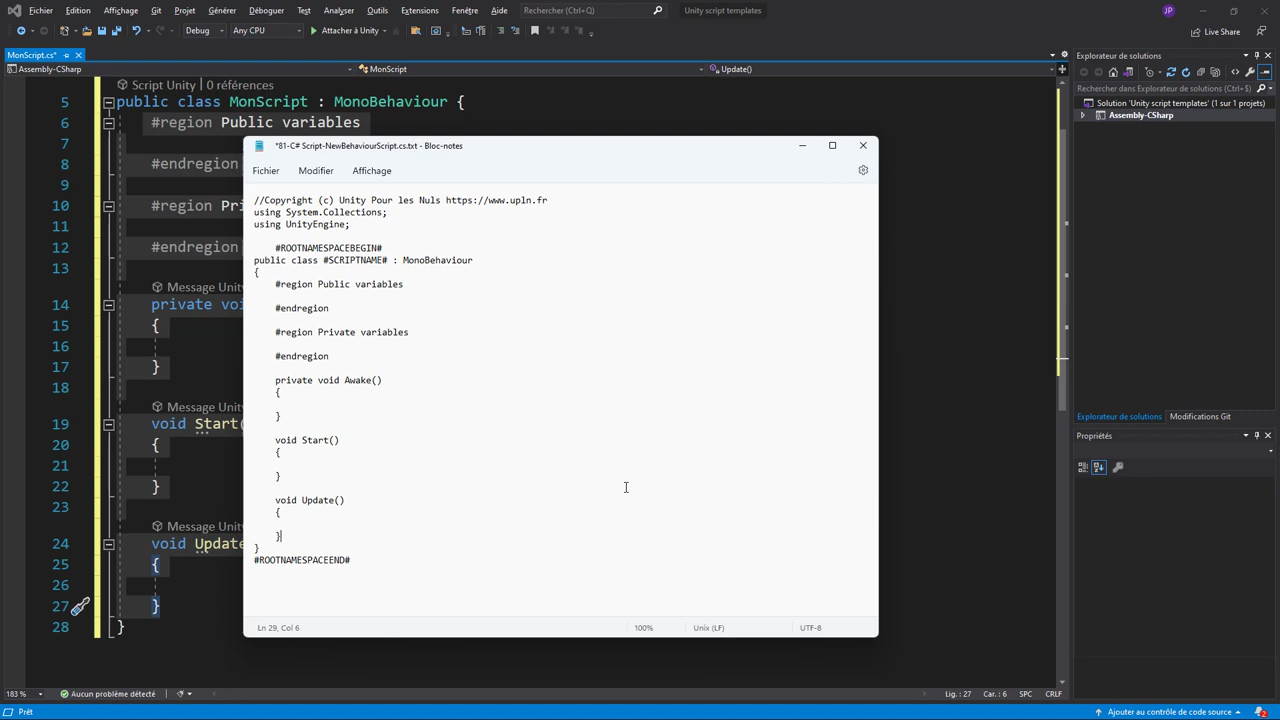 Fichier Edition Affichage Git Projet Générer Déboguer Test Analyser Outils Extensions Fenêtre Aide Rechercher (Ctrl+Q) Unity script templates JP
Debug Any CPU Attacher à Unity Live Share
MonScript.cs*
Assembly-CSharp MonScript Update()
Script Unity | 0 références
5 public class MonScript : MonoBehaviour {
6 #region Public variables
7
8 #endregion
9
10 #region Pri
11
12 #endregion
13
Message Unity
14 private voi
15 {
16
17 }
18
Message Unity
19 void Start(
20 {
21
22 }
23
Message Unity
24 void Update
25 {
26
27 }
28 }
*81-C# Script-NewBehaviourScript.cs.txt - Bloc-notes
Fichier Modifier Affichage
//Copyright (c) Unity Pour les Nuls https://www.upln.fr
using System.Collections;
using UnityEngine;
#ROOTNAMESPACEBEGIN#
public class #SCRIPTNAME# : MonoBehaviour
{
#region Public variables
#endregion
#region Private variables
#endregion
private void Awake()
{
}
void Start()
{
}
void Update()
{
}
}
#ROOTNAMESPACEEND#
Ln 29, Col 6 100% Unix (LF) UTF-8
Explorateur de solutions
Rechercher dans Explorateur de solutions (Ctrl+$)
Solution 'Unity script templates' (1 sur 1 projets)
Assembly-CSharp
Explorateur de solutions Modifications Git
Propriétés
183 % Aucun problème détecté Lig : 27 Car. : 6 SPC CRLF
Prêt Ajouter au contrôle de code source 2